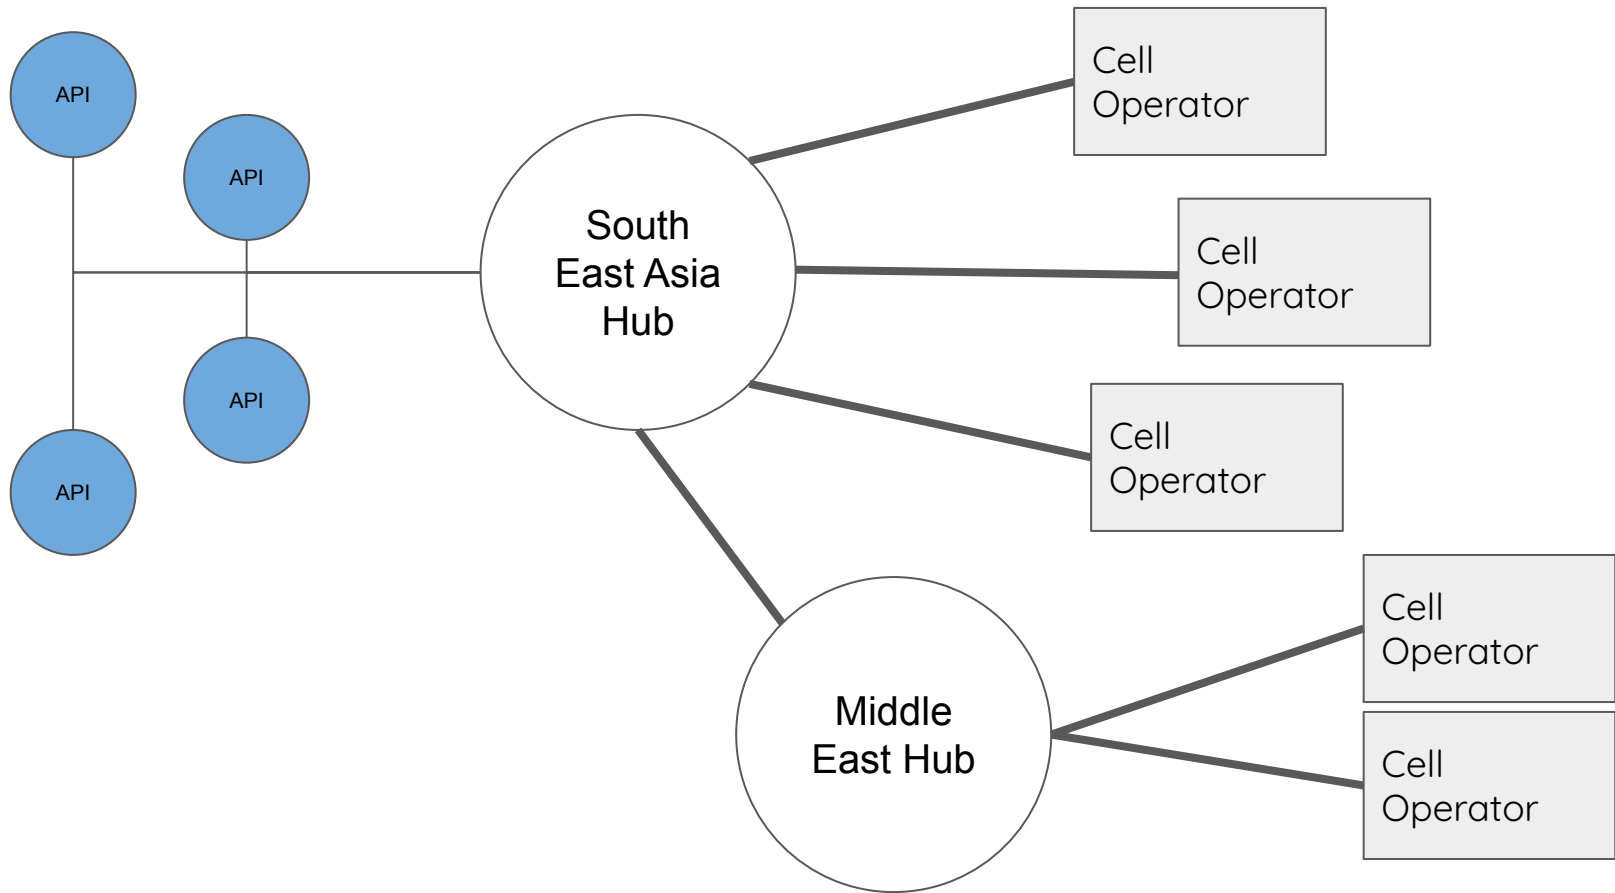 API
API
API
API
South
East Asia
Hub
Cell
Operator
Cell
Operator
Cell
Operator
Middle
East Hub
Cell
Operator
Cell
Operator